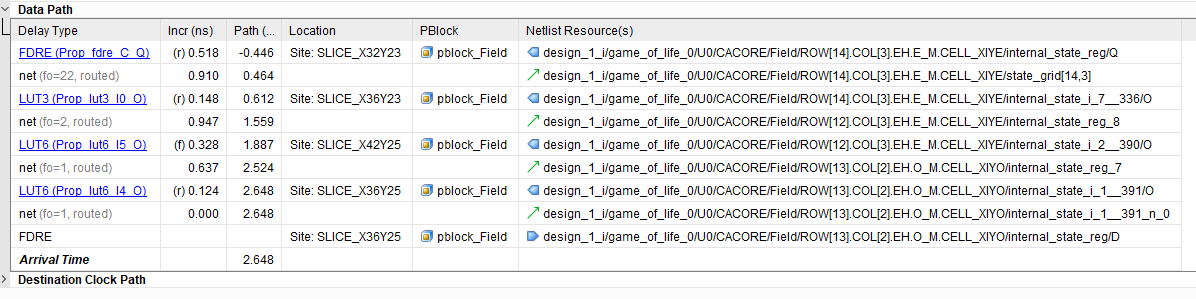 Data Path
Delay Type Incr (ns) Path (... Location PBlock Netlist Resource(s)
FDRE (Prop_fdre_C_Q) (r) 0.518 -0.446 Site: SLICE_X32Y23 pblock_Field design_1_i/game_of_life_0/U0/CACORE/Field/ROW[14].COL[3].EH.E_M.CELL_XIYE/internal_state_reg/Q
net (fo=22, routed) 0.910 0.464 design_1_i/game_of_life_0/U0/CACORE/Field/ROW[14].COL[3].EH.E_M.CELL_XIYE/state_grid[14,3]
LUT3 (Prop_lut3_I0_O) (r) 0.148 0.612 Site: SLICE_X36Y23 pblock_Field design_1_i/game_of_life_0/U0/CACORE/Field/ROW[14].COL[3].EH.E_M.CELL_XIYE/internal_state_i_7__336/O
net (fo=2, routed) 0.947 1.559 design_1_i/game_of_life_0/U0/CACORE/Field/ROW[12].COL[3].EH.E_M.CELL_XIYE/internal_state_reg_8
LUT6 (Prop_lut6_I5_O) (f) 0.328 1.887 Site: SLICE_X42Y25 pblock_Field design_1_i/game_of_life_0/U0/CACORE/Field/ROW[12].COL[3].EH.E_M.CELL_XIYE/internal_state_i_2__390/O
net (fo=1, routed) 0.637 2.524 design_1_i/game_of_life_0/U0/CACORE/Field/ROW[13].COL[2].EH.O_M.CELL_XIYO/internal_state_reg_7
LUT6 (Prop_lut6_I4_O) (r) 0.124 2.648 Site: SLICE_X36Y25 pblock_Field design_1_i/game_of_life_0/U0/CACORE/Field/ROW[13].COL[2].EH.O_M.CELL_XIYO/internal_state_i_1__391/O
net (fo=1, routed) 0.000 2.648 design_1_i/game_of_life_0/U0/CACORE/Field/ROW[13].COL[2].EH.O_M.CELL_XIYO/internal_state_i_1__391_n_0
FDRE Site: SLICE_X36Y25 pblock_Field design_1_i/game_of_life_0/U0/CACORE/Field/ROW[13].COL[2].EH.O_M.CELL_XIYO/internal_state_reg/D
Arrival Time 2.648
Destination Clock Path